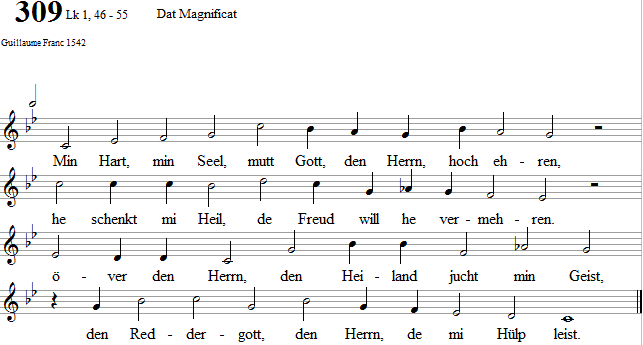 309 Lk 1, 46 - 55 Dat Magnificat
Guillaume Franc 1542
Min Hart, min Seel, mutt Gott, den Herrn, hoch eh - ren,
he schenkt mi Heil, de Freud will he ver - meh - ren.
ö - ver den Herrn, den Hei - land jucht min Geist,
den Red - der - gott, den Herrn, de mi Hülp leist.